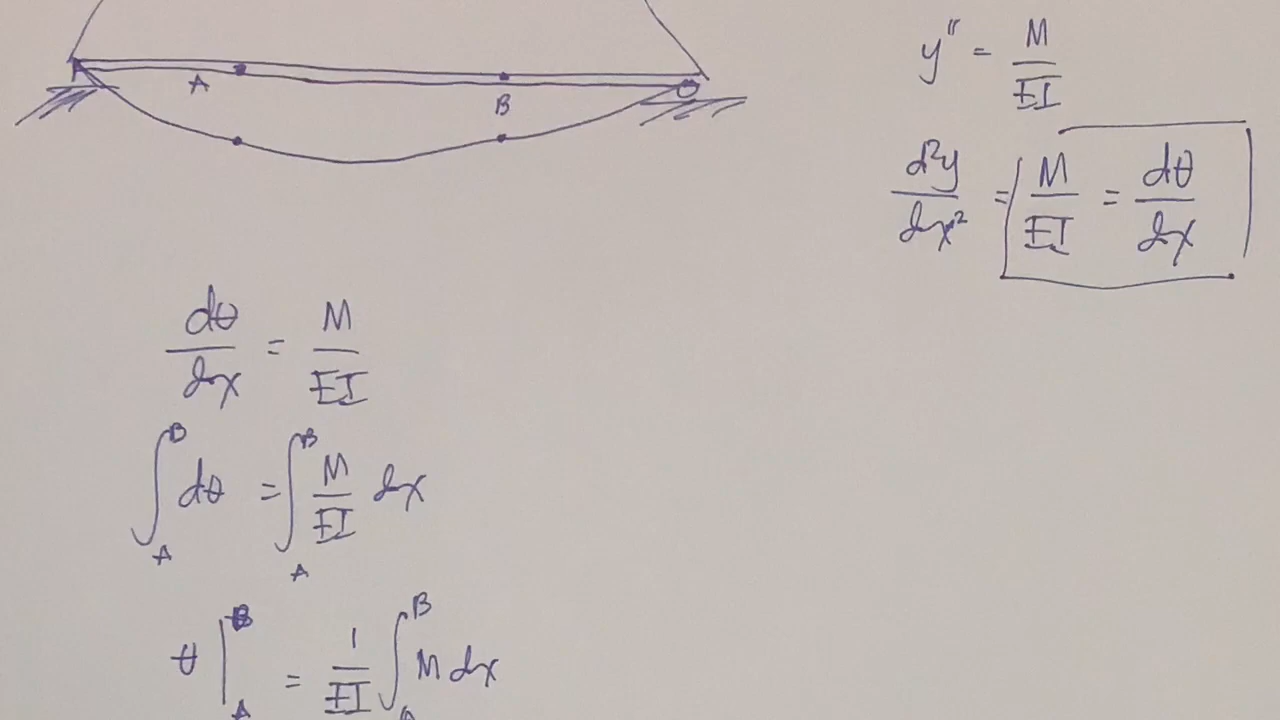 A
B
y'' = M/EI
d²y/dx² = M/EI = dθ/dx
dθ/dx = M/EI
∫_A^B dθ = ∫_A^B M/EI dx
θ |_A^B = 1/EI ∫_A^B M dx